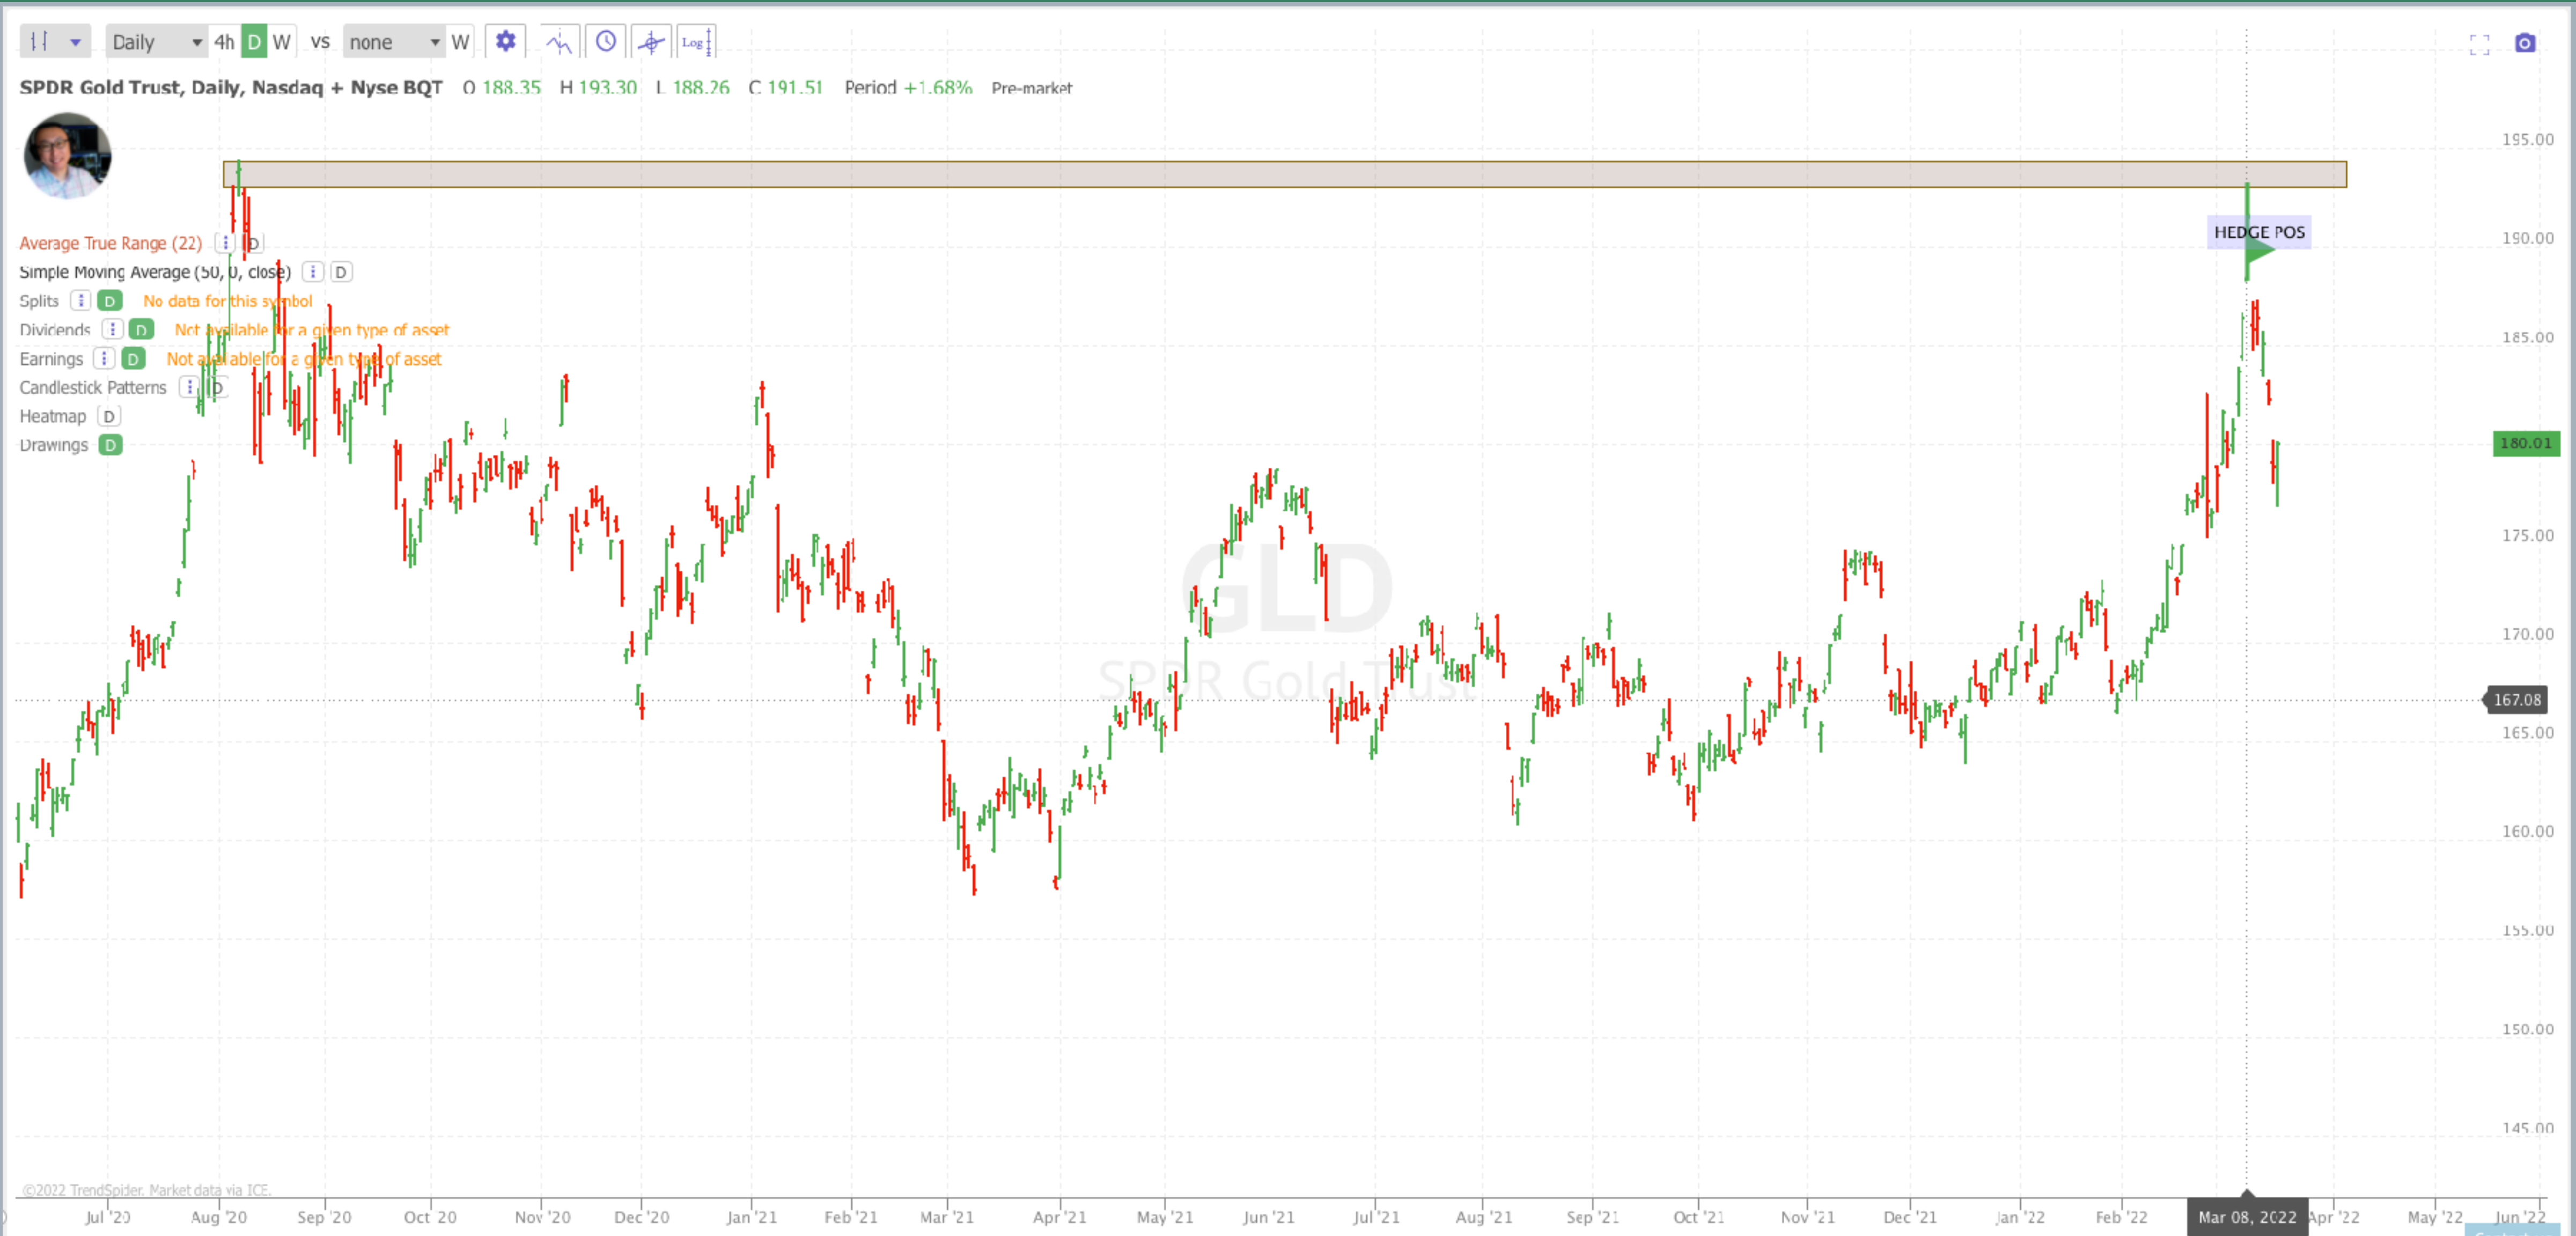 Daily 4h D W vs none W Log
SPDR Gold Trust, Daily, Nasdaq + Nyse BQT O 188.35 H 193.30 L 188.26 C 191.51 Period +1.68% Pre-market
195.00
HEDGE POS
190.00
Average True Range (22) D
Simple Moving Average (50, 0, close) D
Splits D No data for this symbol
Dividends D Not available for a given type of asset
185.00
Earnings D Not available for a given type of asset
Candlestick Patterns D
Heatmap D
Drawings D
180.01
175.00
GLD
170.00
SPDR Gold Trust
167.08
165.00
160.00
155.00
150.00
145.00
©2022 TrendSpider. Market data via ICE.
Jul '20 Aug '20 Sep '20 Oct '20 Nov '20 Dec '20 Jan '21 Feb '21 Mar '21 Apr '21 May '21 Jun '21 Jul '21 Aug '21 Sep '21 Oct '21 Nov '21 Dec '21 Jan '22 Feb '22 Mar 08, 2022 Apr '22 May '22 Jun '22